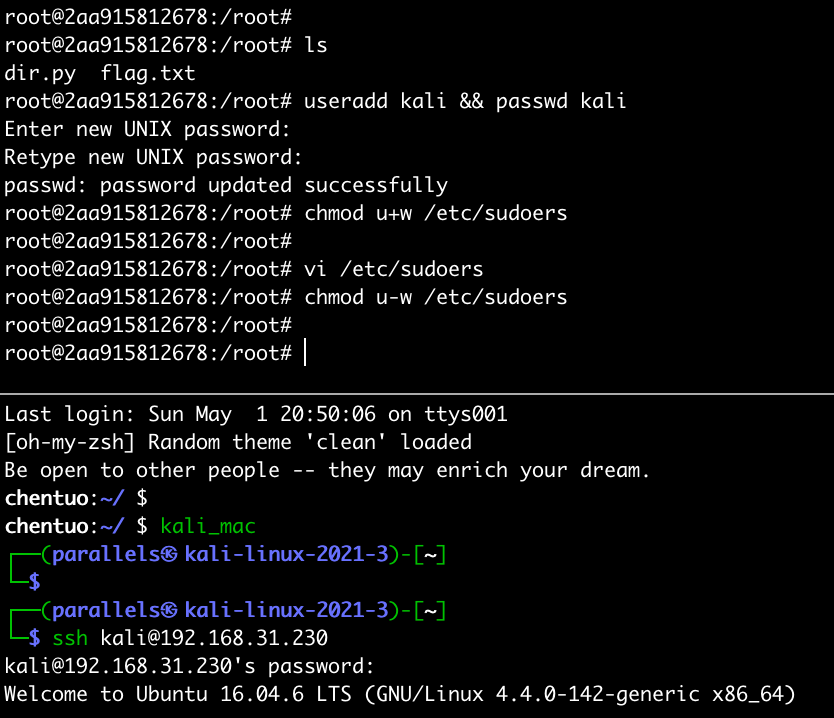 root@2aa915812678:/root#
root@2aa915812678:/root# ls
dir.py  flag.txt
root@2aa915812678:/root# useradd kali && passwd kali
Enter new UNIX password:
Retype new UNIX password:
passwd: password updated successfully
root@2aa915812678:/root# chmod u+w /etc/sudoers
root@2aa915812678:/root#
root@2aa915812678:/root# vi /etc/sudoers
root@2aa915812678:/root# chmod u-w /etc/sudoers
root@2aa915812678:/root#
root@2aa915812678:/root#
Last login: Sun May  1 20:50:06 on ttys001
[oh-my-zsh] Random theme 'clean' loaded
Be open to other people -- they may enrich your dream.
chentuo:~/ $
chentuo:~/ $ kali_mac
┌──(parallels㉿kali-linux-2021-3)-[~]
└─$
┌──(parallels㉿kali-linux-2021-3)-[~]
└─$ ssh kali@192.168.31.230
kali@192.168.31.230's password:
Welcome to Ubuntu 16.04.6 LTS (GNU/Linux 4.4.0-142-generic x86_64)